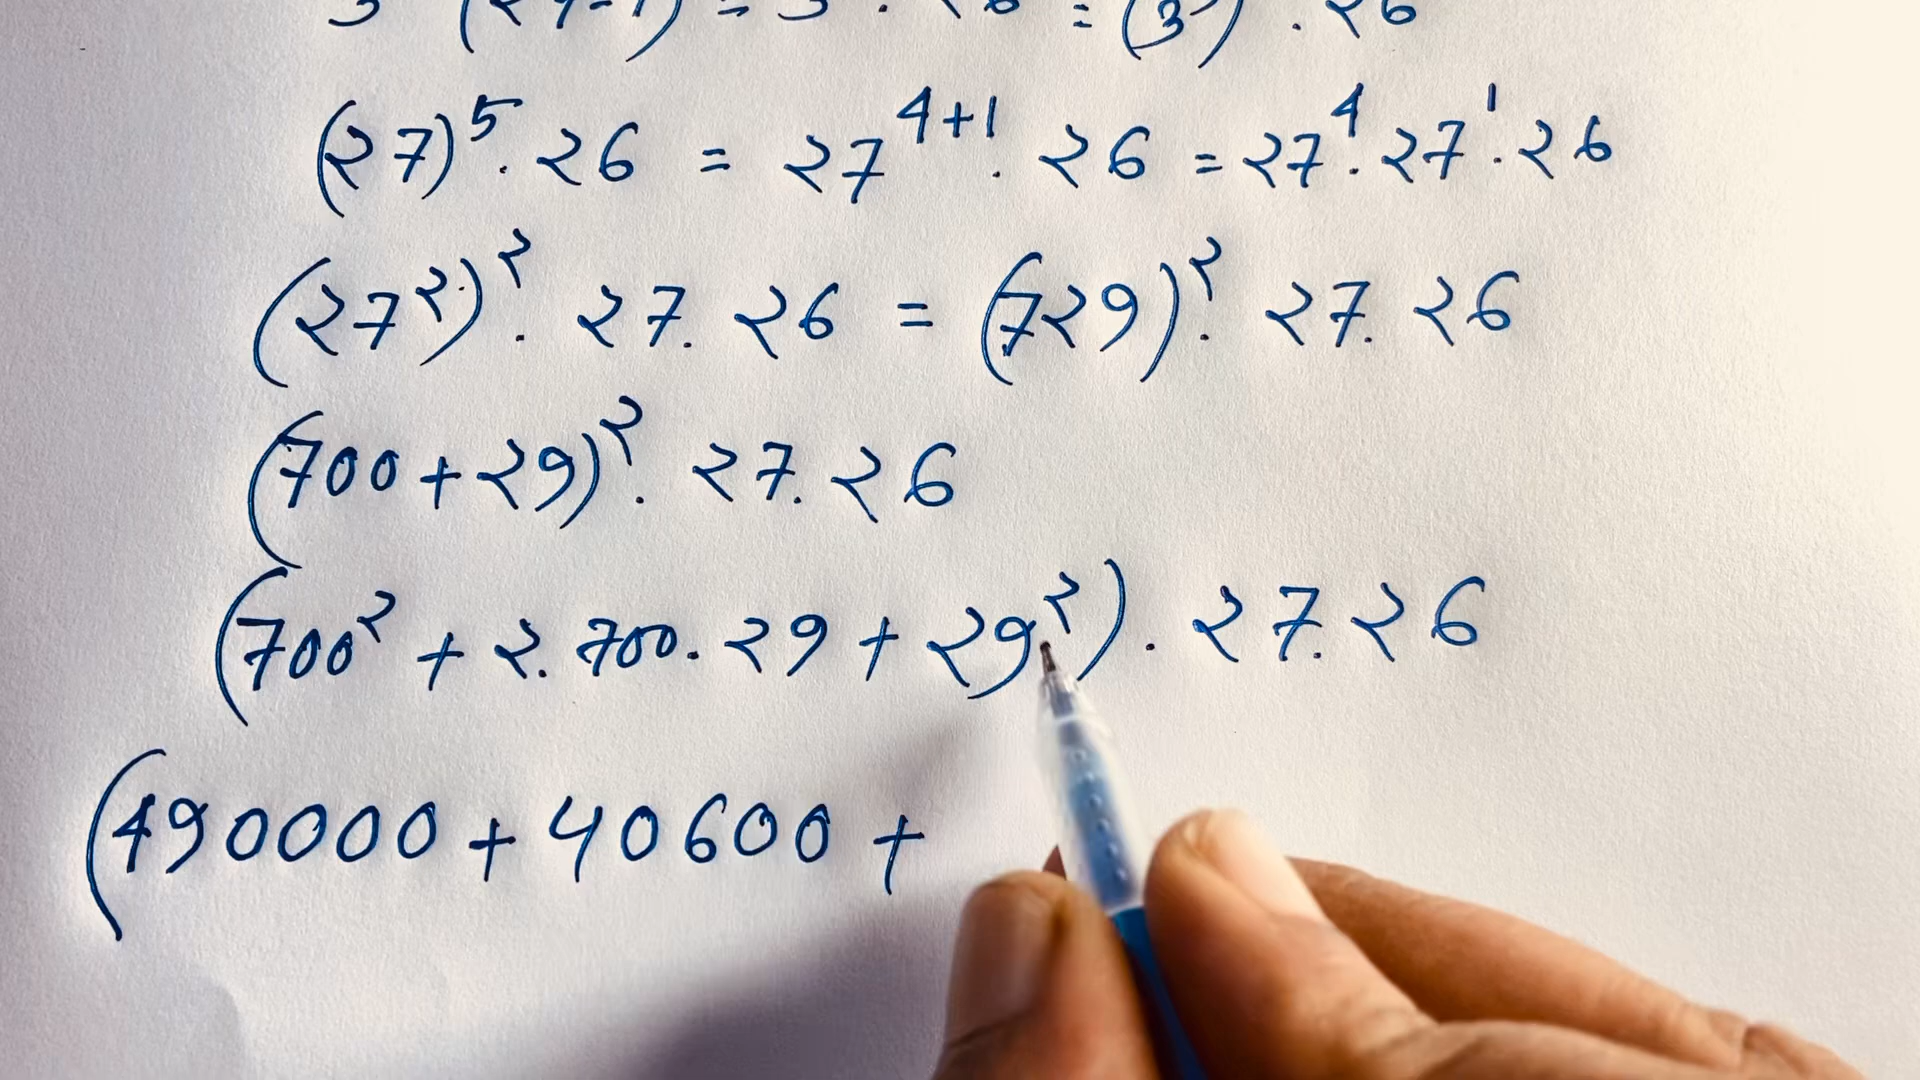 (27)⁵ · 26 = 27⁴⁺¹ · 26 = 27⁴ · 27¹ · 26
(27²)² · 27 · 26 = (729)² · 27 · 26
(700 + 29)² · 27 · 26
(700² + 2 · 700 · 29 + 29²) · 27 · 26
(490000 + 40600 +